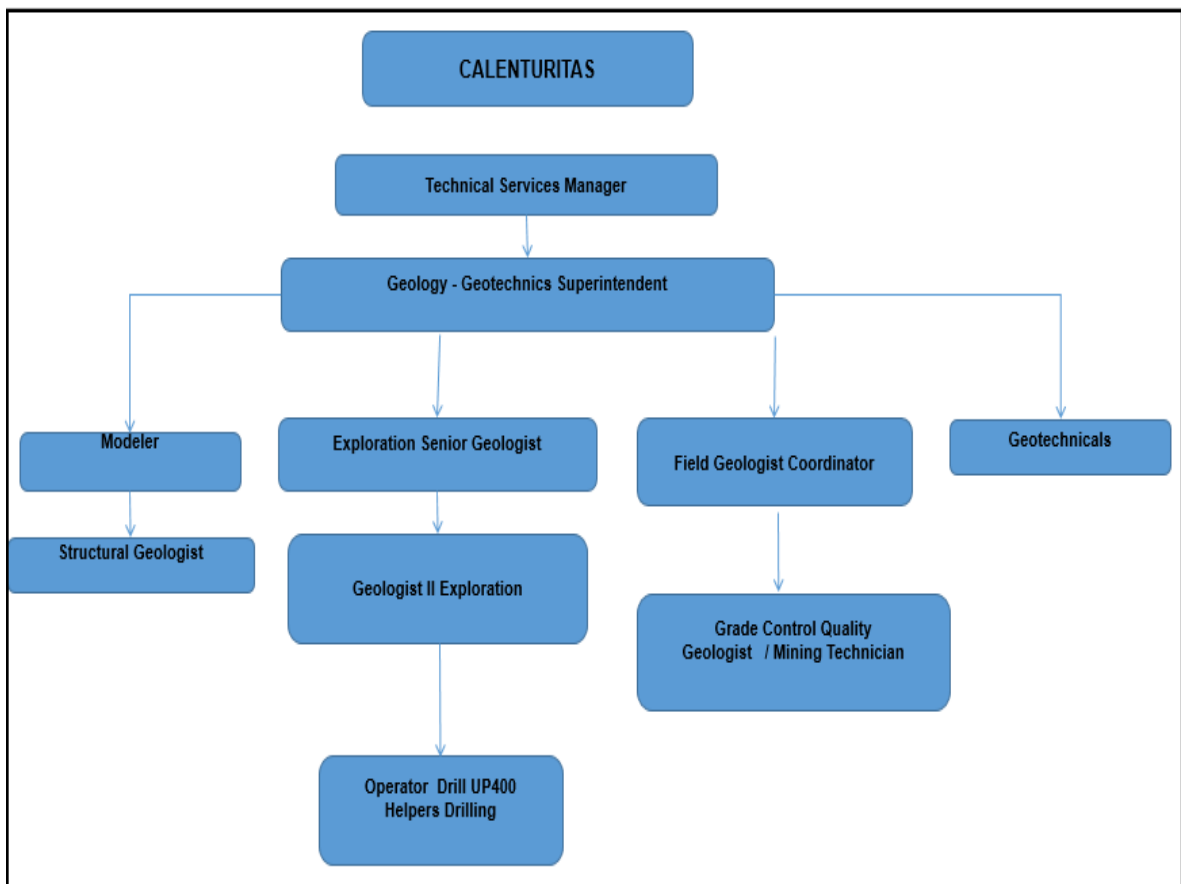 CALENTURITAS
Technical Services Manager
Geology - Geotechnics Superintendent
Modeler
Exploration Senior Geologist
Field Geologist Coordinator
Geotechnicals
Structural Geologist
Geologist II Exploration
Grade Control Quality
Geologist / Mining Technician
Operator Drill UP400
Helpers Drilling